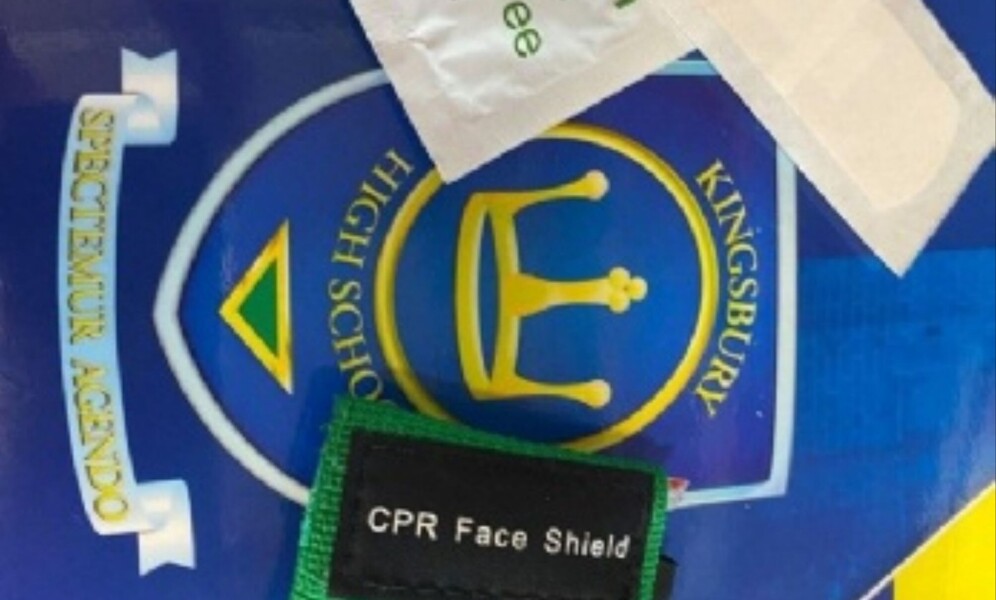 ee
KINGSBURY
HIGH SCHO
SPECTEMUR AGENDO
CPR Face Shield